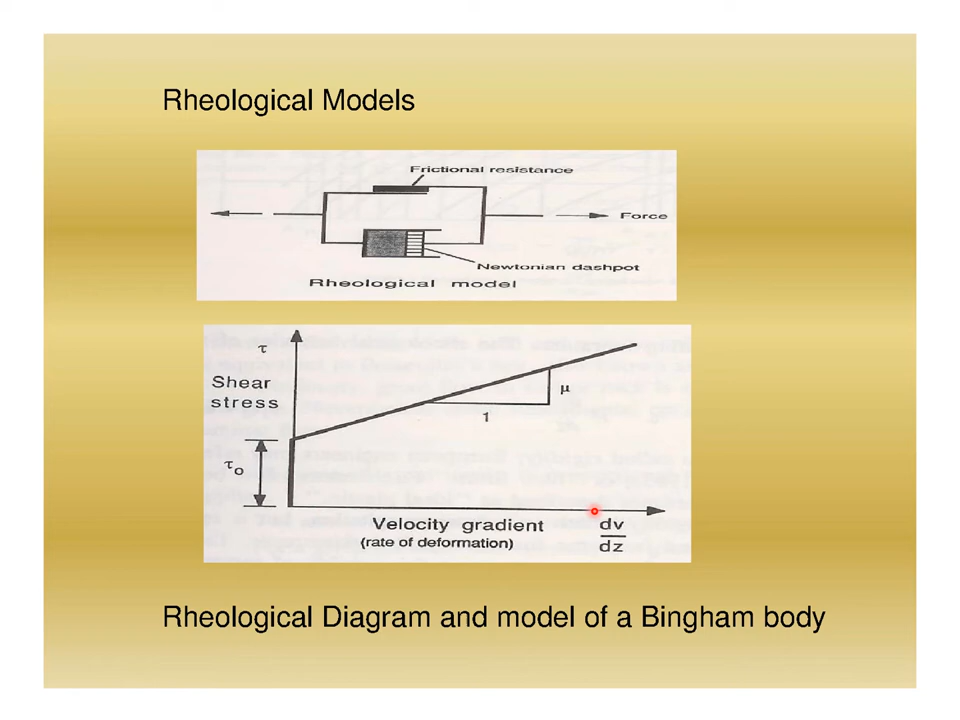 Rheological Models
Frictional resistance
Force
Newtonian dashpot
Rheological model
τ
Shear
stress
μ
1
τo
Velocity gradient
(rate of deformation)
dv
dz
Rheological Diagram and model of a Bingham body